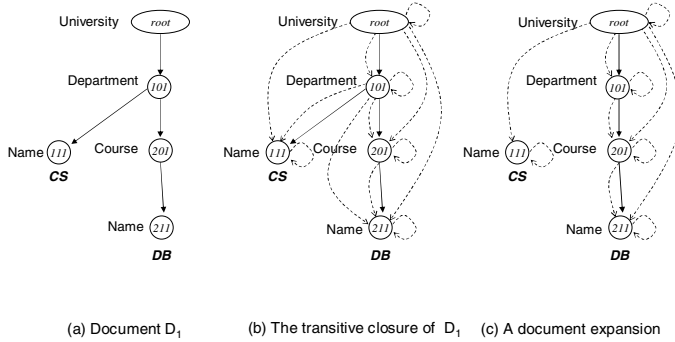 University root
Department 101
Name 111 Course 201
CS
Name 211
DB
(a) Document D1
University root
Department 101
Name 111 Course 201
CS
Name 211
DB
(b) The transitive closure of D1
University root
Department 101
Course
Name 111 201
CS
Name 211
DB
(c) A document expansion